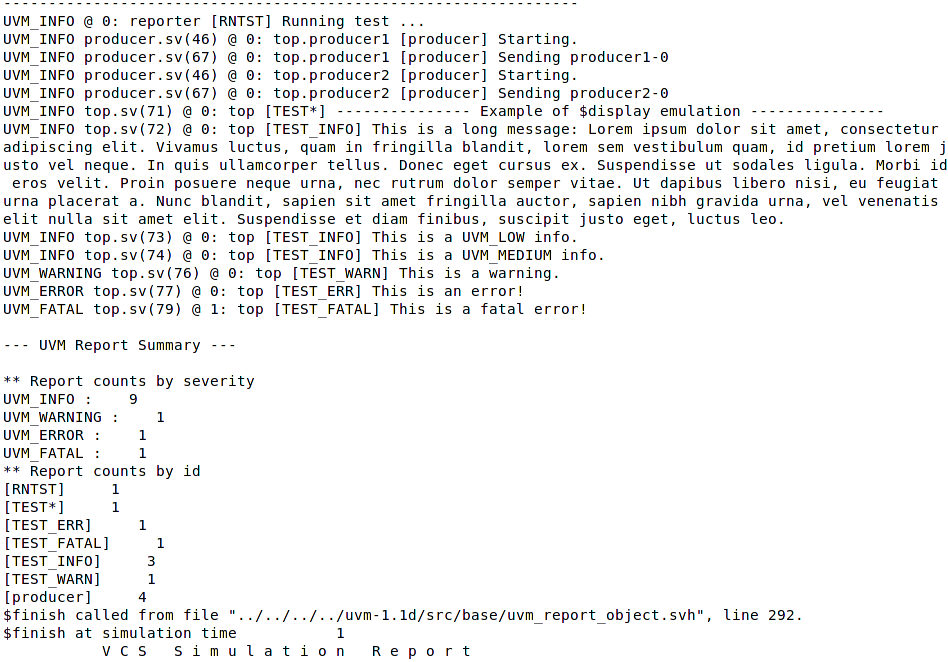 ----------------------------------------------------------------
UVM_INFO @ 0: reporter [RNTST] Running test ...
UVM_INFO producer.sv(46) @ 0: top.producer1 [producer] Starting.
UVM_INFO producer.sv(67) @ 0: top.producer1 [producer] Sending producer1-0
UVM_INFO producer.sv(46) @ 0: top.producer2 [producer] Starting.
UVM_INFO producer.sv(67) @ 0: top.producer2 [producer] Sending producer2-0
UVM_INFO top.sv(71) @ 0: top [TEST*] --------------- Example of $display emulation ---------------
UVM_INFO top.sv(72) @ 0: top [TEST_INFO] This is a long message: Lorem ipsum dolor sit amet, consectetur
adipiscing elit. Vivamus luctus, quam in fringilla blandit, lorem sem vestibulum quam, id pretium lorem j
usto vel neque. In quis ullamcorper tellus. Donec eget cursus ex. Suspendisse ut sodales ligula. Morbi id
 eros velit. Proin posuere neque urna, nec rutrum dolor semper vitae. Ut dapibus libero nisi, eu feugiat
urna placerat a. Nunc blandit, sapien sit amet fringilla auctor, sapien nibh gravida urna, vel venenatis
elit nulla sit amet elit. Suspendisse et diam finibus, suscipit justo eget, luctus leo.
UVM_INFO top.sv(73) @ 0: top [TEST_INFO] This is a UVM_LOW info.
UVM_INFO top.sv(74) @ 0: top [TEST_INFO] This is a UVM_MEDIUM info.
UVM_WARNING top.sv(76) @ 0: top [TEST_WARN] This is a warning.
UVM_ERROR top.sv(77) @ 0: top [TEST_ERR] This is an error!
UVM_FATAL top.sv(79) @ 1: top [TEST_FATAL] This is a fatal error!
--- UVM Report Summary ---
** Report counts by severity
UVM_INFO :    9
UVM_WARNING :    1
UVM_ERROR :    1
UVM_FATAL :    1
** Report counts by id
[RNTST]     1
[TEST*]     1
[TEST_ERR]     1
[TEST_FATAL]     1
[TEST_INFO]     3
[TEST_WARN]     1
[producer]     4
$finish called from file "../../../../uvm-1.1d/src/base/uvm_report_object.svh", line 292.
$finish at simulation time           1
           V C S   S i m u l a t i o n   R e p o r t